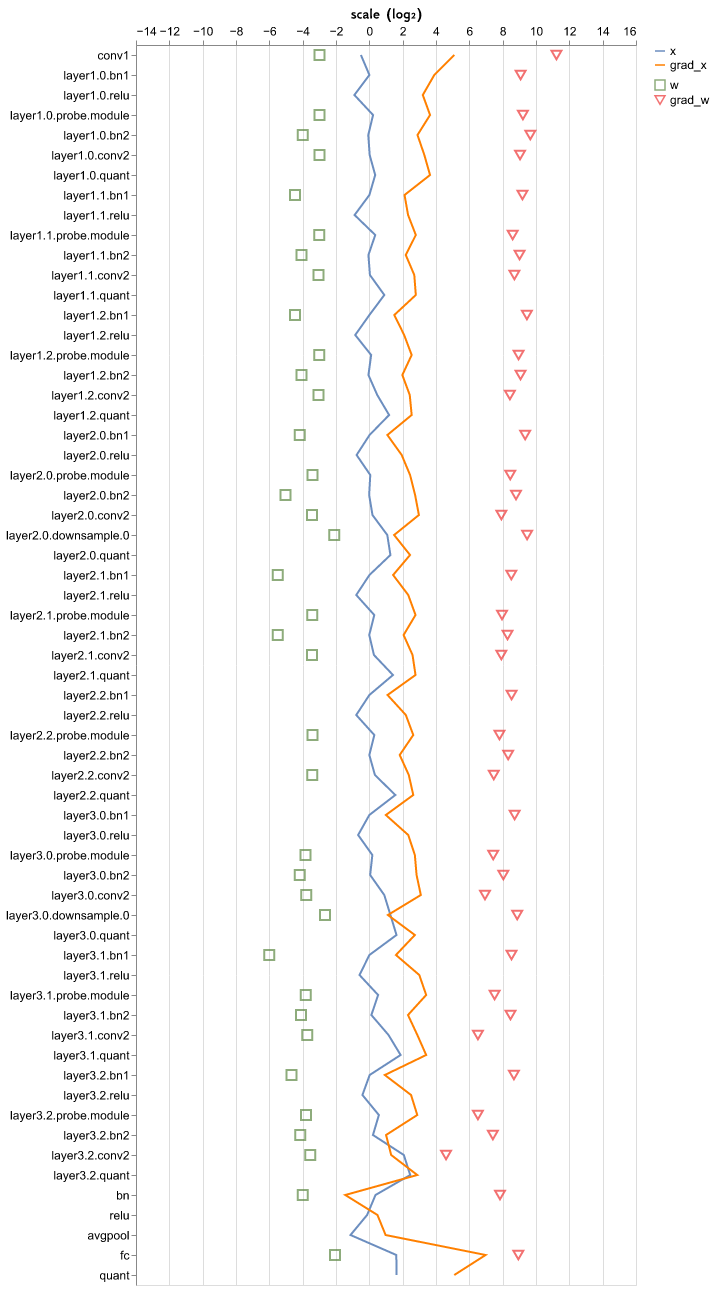 scale (log₂)
−14 −12 −10 −8 −6 −4 −2 0 2 4 6 8 10 12 14 16
x
grad_x
w
grad_w
conv1
layer1.0.bn1
layer1.0.relu
layer1.0.probe.module
layer1.0.bn2
layer1.0.conv2
layer1.0.quant
layer1.1.bn1
layer1.1.relu
layer1.1.probe.module
layer1.1.bn2
layer1.1.conv2
layer1.1.quant
layer1.2.bn1
layer1.2.relu
layer1.2.probe.module
layer1.2.bn2
layer1.2.conv2
layer1.2.quant
layer2.0.bn1
layer2.0.relu
layer2.0.probe.module
layer2.0.bn2
layer2.0.conv2
layer2.0.downsample.0
layer2.0.quant
layer2.1.bn1
layer2.1.relu
layer2.1.probe.module
layer2.1.bn2
layer2.1.conv2
layer2.1.quant
layer2.2.bn1
layer2.2.relu
layer2.2.probe.module
layer2.2.bn2
layer2.2.conv2
layer2.2.quant
layer3.0.bn1
layer3.0.relu
layer3.0.probe.module
layer3.0.bn2
layer3.0.conv2
layer3.0.downsample.0
layer3.0.quant
layer3.1.bn1
layer3.1.relu
layer3.1.probe.module
layer3.1.bn2
layer3.1.conv2
layer3.1.quant
layer3.2.bn1
layer3.2.relu
layer3.2.probe.module
layer3.2.bn2
layer3.2.conv2
layer3.2.quant
bn
relu
avgpool
fc
quant